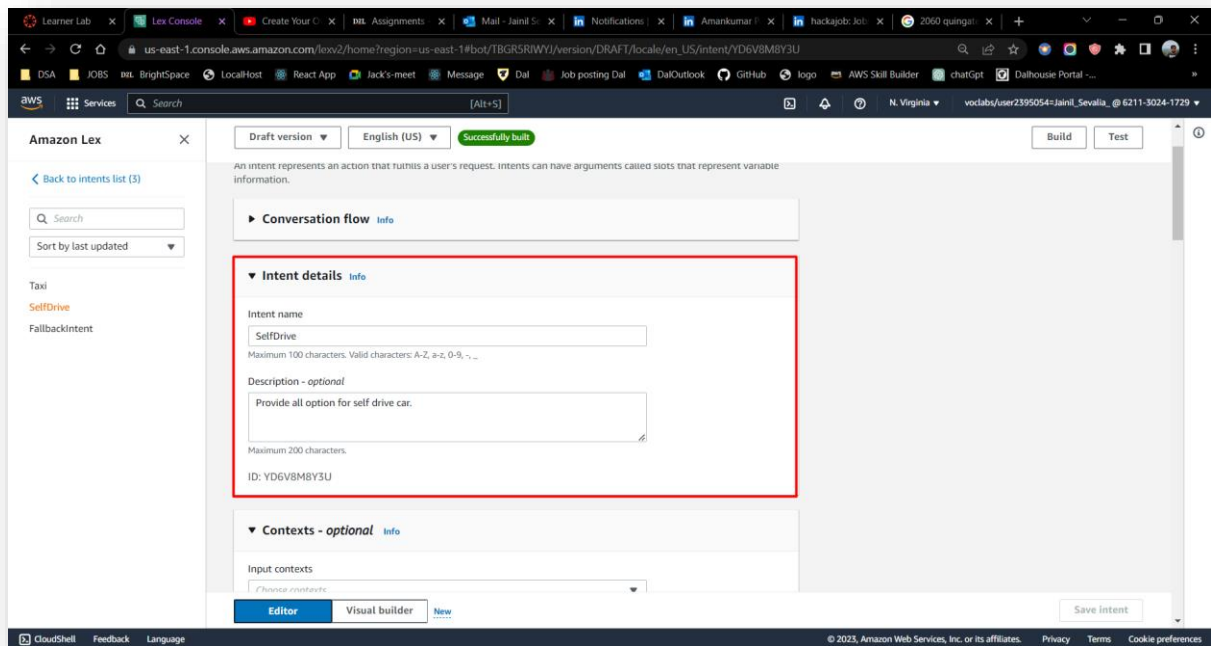 Learner Lab
Lex Console
Create Your C
Assignments
Mail - Jainil S
Notifications |
Amankumar P
hackajob: Job
2060 quingat
us-east-1.console.aws.amazon.com/lexv2/home?region=us-east-1#bot/TBGR5RIWYJ/version/DRAFT/locale/en_US/intent/YD6V8M8Y3U
DSA JOBS BrightSpace LocalHost React App Jack's-meet Message Dal Job posting Dal DalOutlook GitHub logo AWS Skill Builder chatGpt Dalhousie Portal -...
aws Services Search [Alt+S] N. Virginia voclabs/user2395054=Jainil_Sevalia_ @ 6211-3024-1729
Amazon Lex
Draft version English (US) Successfully built Build Test
An intent represents an action that fulfills a user's request. Intents can have arguments called slots that represent variable
information.
Back to intents list (3)
Search
Sort by last updated
Taxi
SelfDrive
FallbackIntent
Conversation flow Info
Intent details Info
Intent name
SelfDrive
Maximum 100 characters. Valid characters: A-Z, a-z, 0-9, -, _
Description - optional
Provide all option for self drive car.
Maximum 200 characters.
ID: YD6V8M8Y3U
Contexts - optional Info
Input contexts
Choose contexts
Editor Visual builder New Save intent
CloudShell Feedback Language © 2023, Amazon Web Services, Inc. or its affiliates. Privacy Terms Cookie preferences